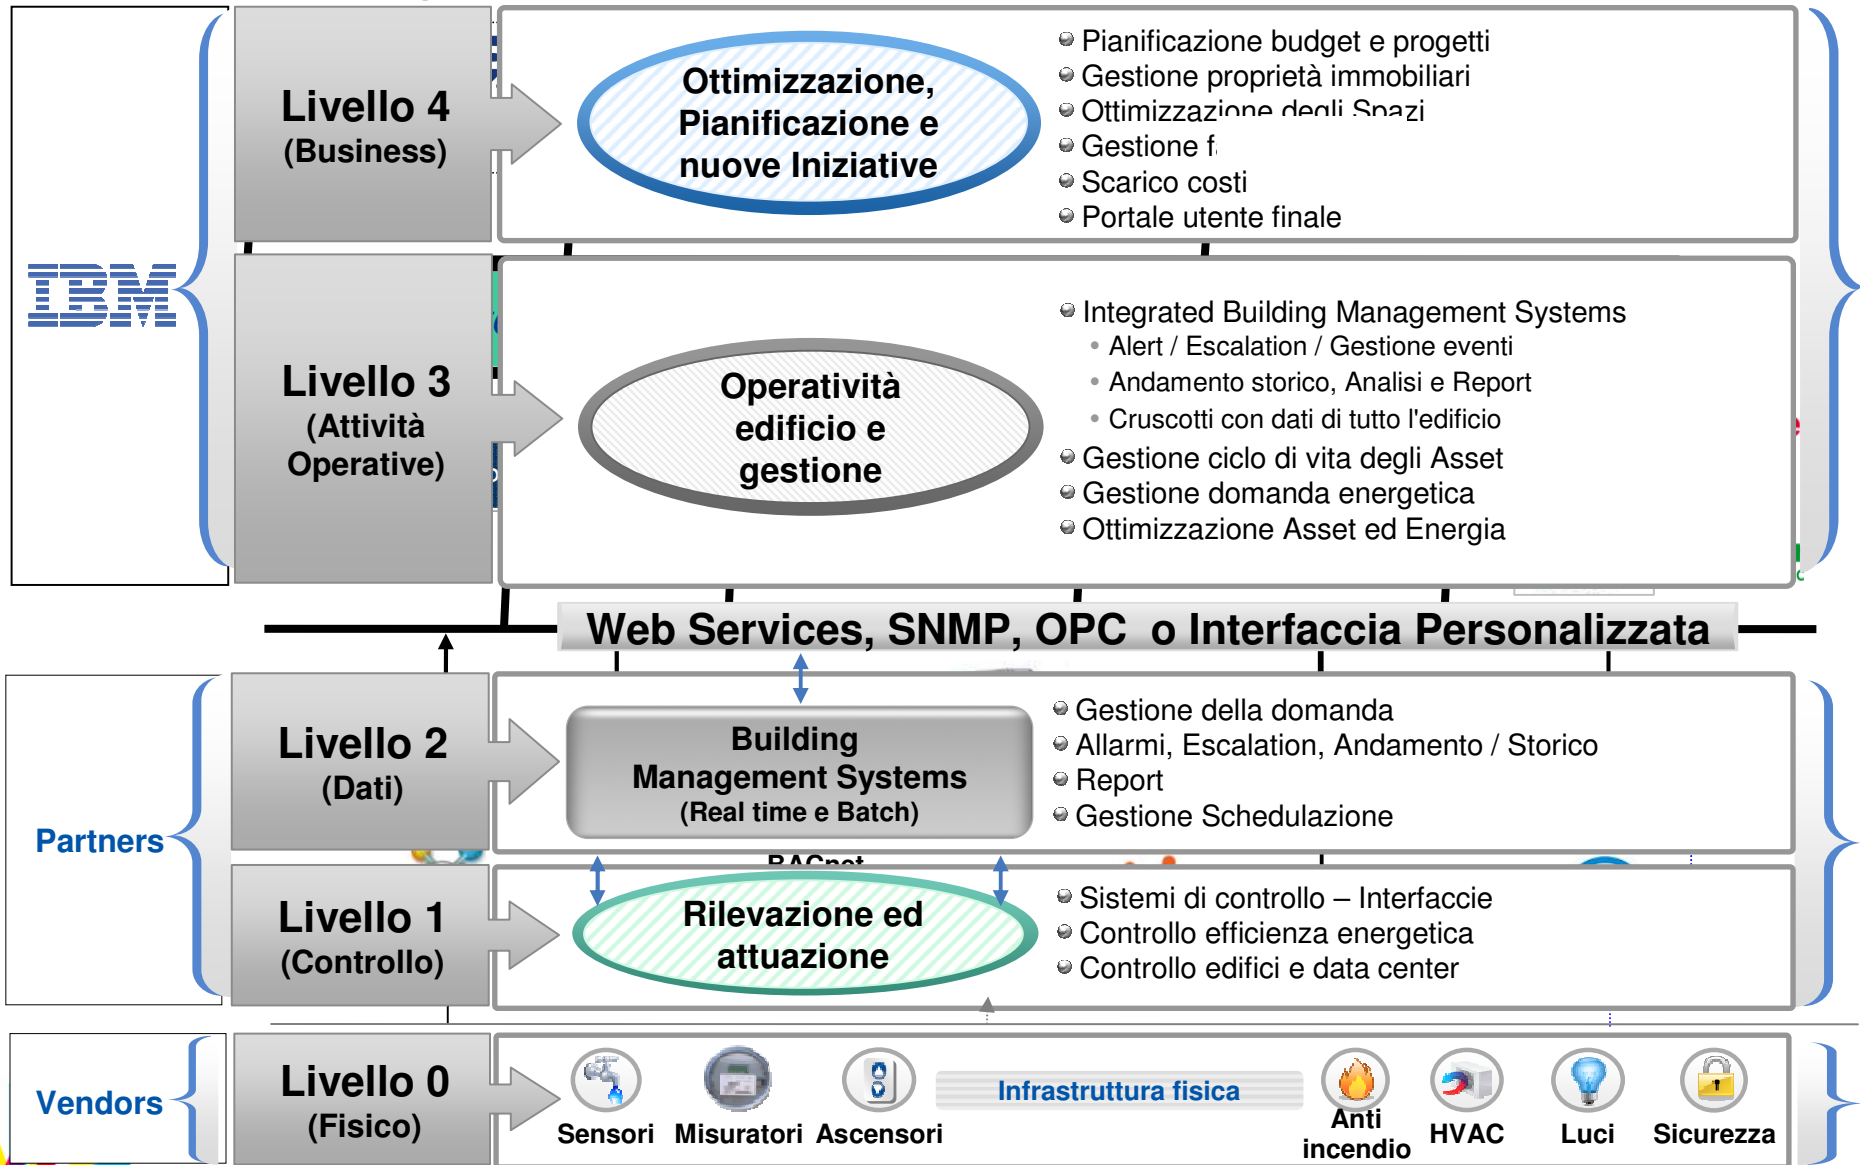 IBM
Livello 4
(Business)
Ottimizzazione,
Pianificazione e
nuove Iniziative
Pianificazione budget e progetti
Gestione proprietà immobiliari
Ottimizzazione degli Spazi
Gestione
Scarico costi
Portale utente finale
Livello 3
(Attività
Operative)
Operatività
edificio e
gestione
Integrated Building Management Systems
Alert / Escalation / Gestione eventi
Andamento storico, Analisi e Report
Cruscotti con dati di tutto l'edificio
Gestione ciclo di vita degli Asset
Gestione domanda energetica
Ottimizzazione Asset ed Energia
Web Services, SNMP, OPC o Interfaccia Personalizzata
Partners
Livello 2
(Dati)
Building
Management Systems
(Real time e Batch)
Gestione della domanda
Allarmi, Escalation, Andamento / Storico
Report
Gestione Schedulazione
BACnet
Livello 1
(Controllo)
Rilevazione ed
attuazione
Sistemi di controllo – Interfaccie
Controllo efficienza energetica
Controllo edifici e data center
Vendors
Livello 0
(Fisico)
Sensori
Misuratori
Ascensori
Infrastruttura fisica
Anti
incendio
HVAC
Luci
Sicurezza